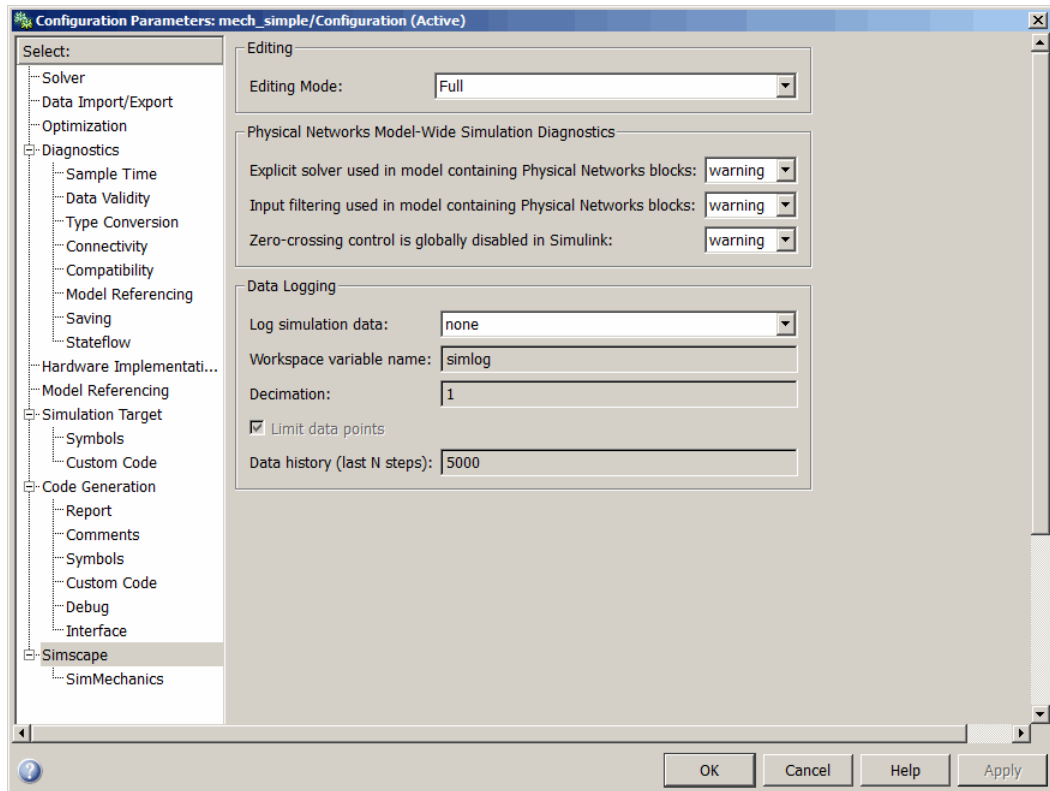 Configuration Parameters: mech_simple/Configuration (Active)
Select:
Solver
Data Import/Export
Optimization
Diagnostics
Sample Time
Data Validity
Type Conversion
Connectivity
Compatibility
Model Referencing
Saving
Stateflow
Hardware Implementati...
Model Referencing
Simulation Target
Symbols
Custom Code
Code Generation
Report
Comments
Symbols
Custom Code
Debug
Interface
Simscape
SimMechanics
Editing
Editing Mode: Full
Physical Networks Model-Wide Simulation Diagnostics
Explicit solver used in model containing Physical Networks blocks: warning
Input filtering used in model containing Physical Networks blocks: warning
Zero-crossing control is globally disabled in Simulink: warning
Data Logging
Log simulation data: none
Workspace variable name: simlog
Decimation: 1
Limit data points
Data history (last N steps): 5000
OK Cancel Help Apply